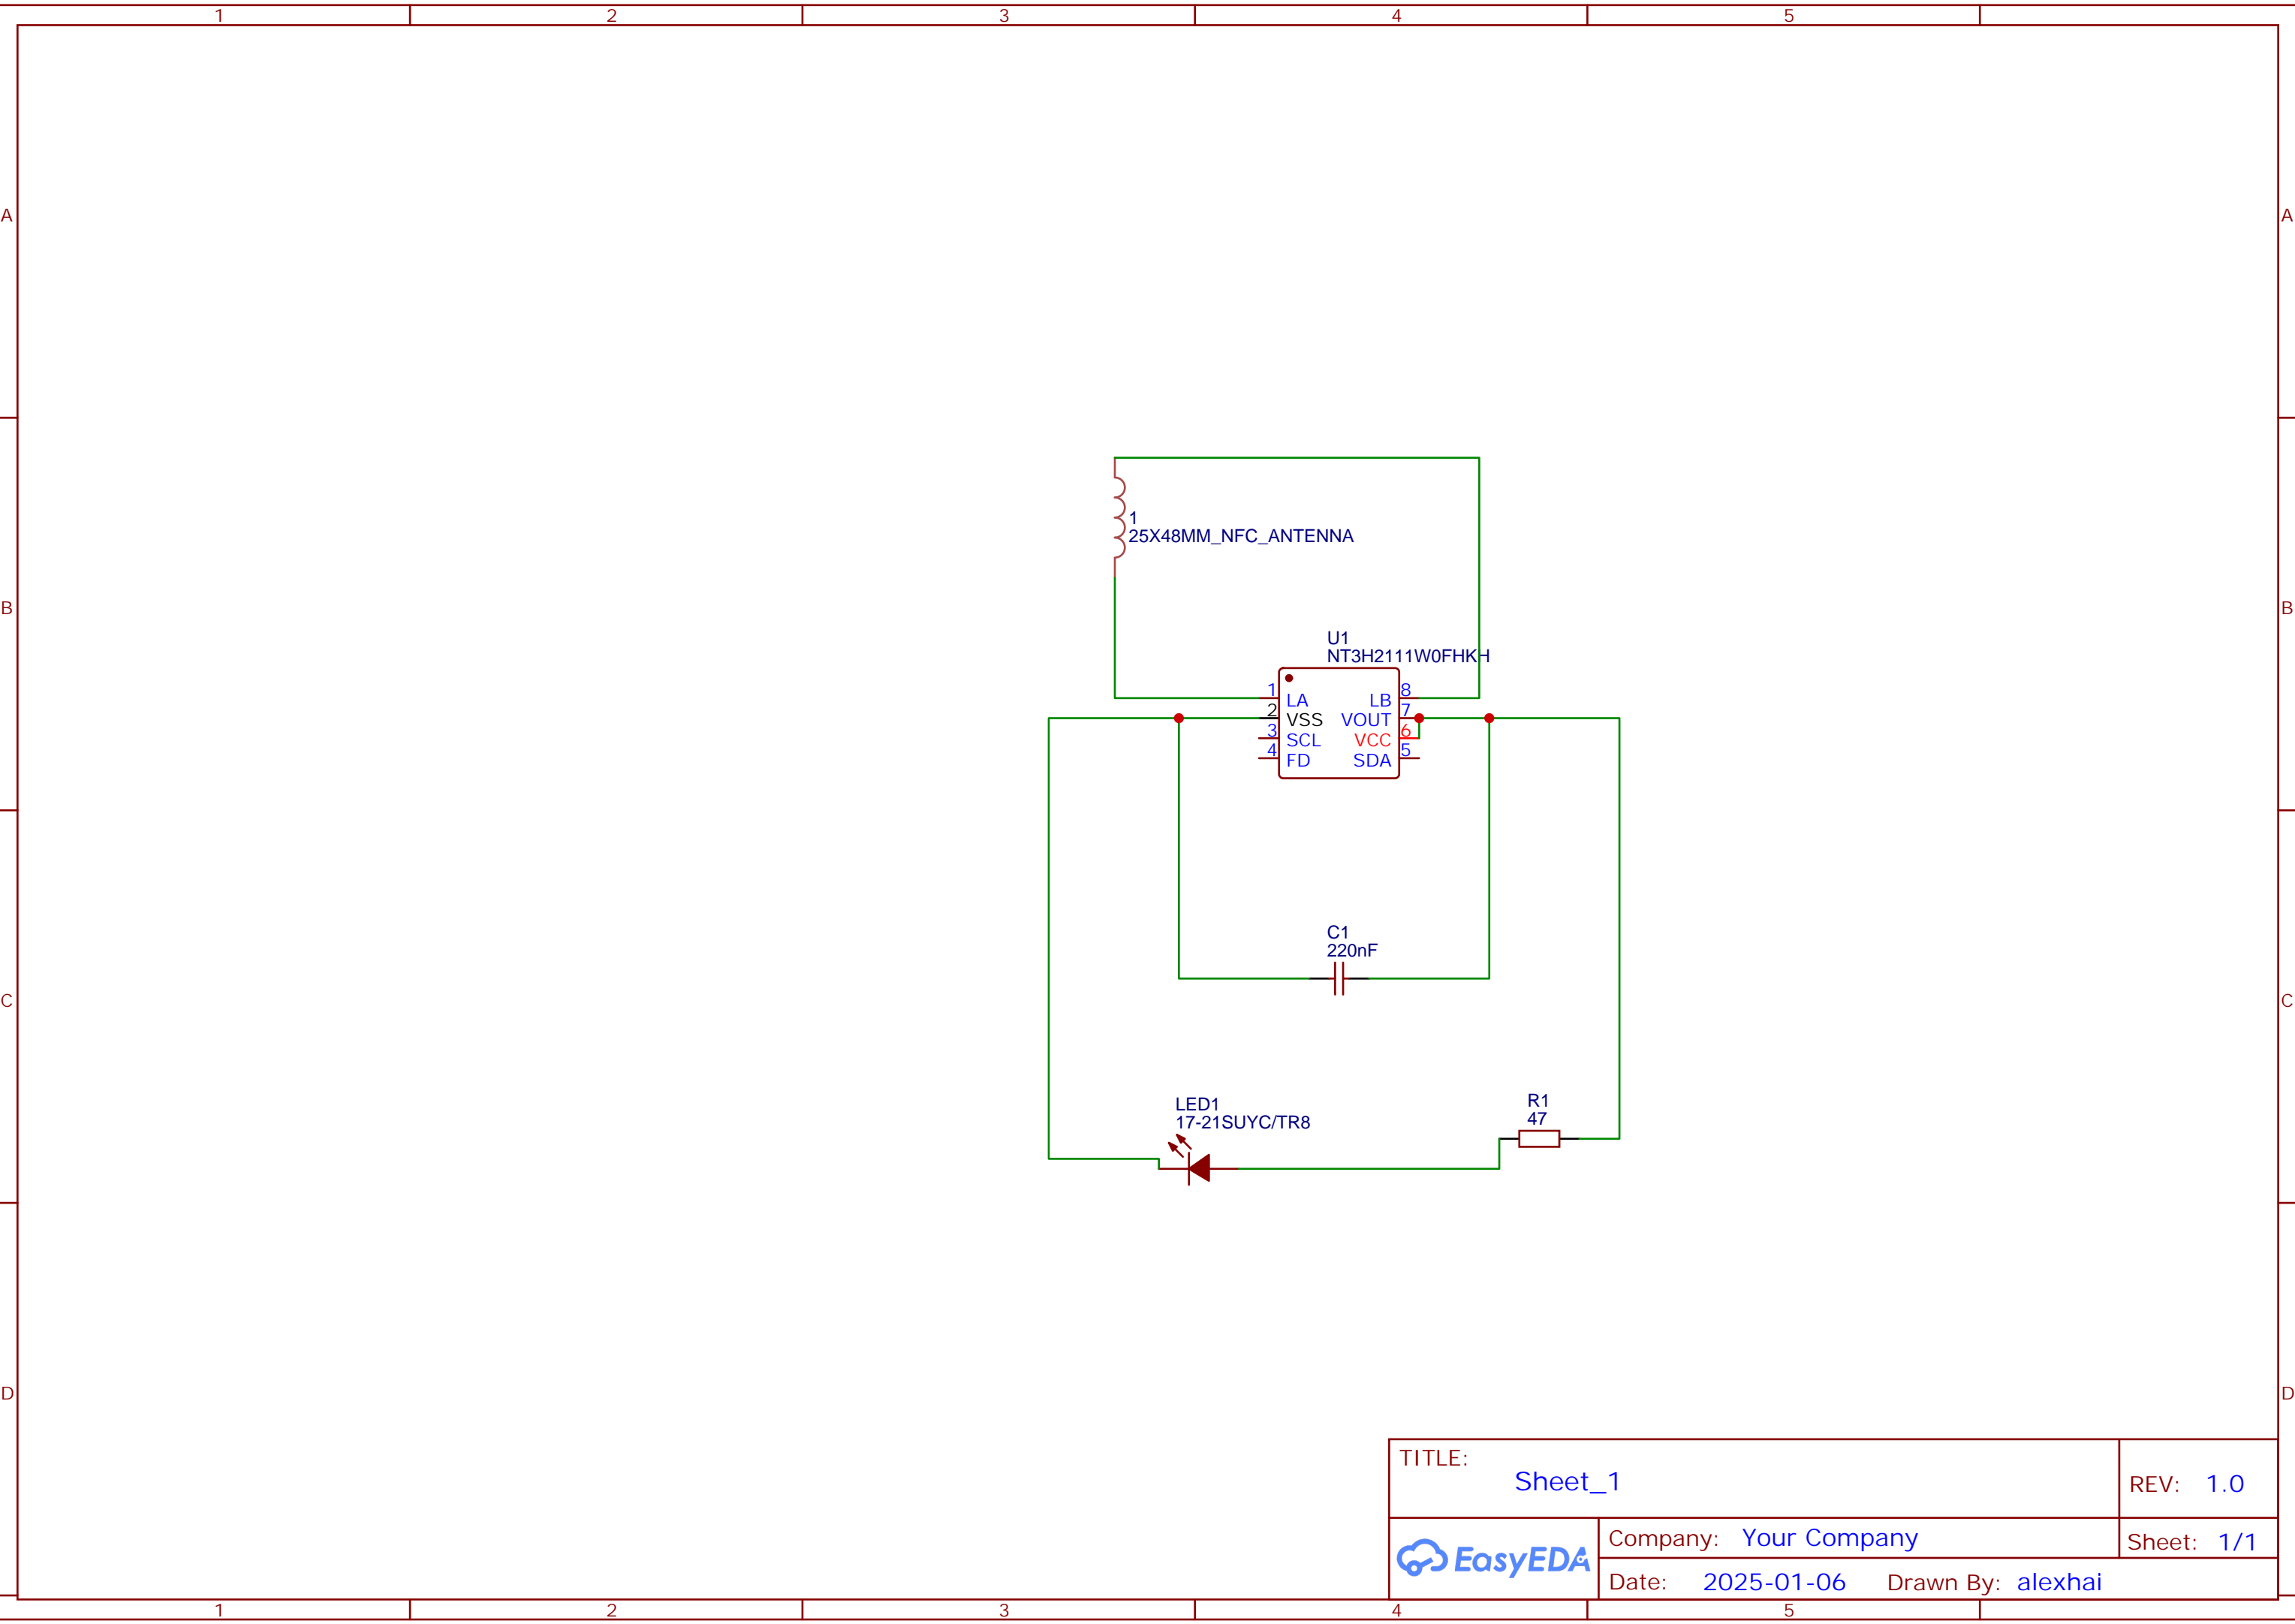 1 2 3 4 5
A A
1
25X48MM_NFC_ANTENNA
B B
U1
NT3H2111W0FHKH
1 LA LB 8
2 VSS VOUT 7
3 SCL VCC 6
4 FD SDA 5
C1
220nF
C C
LED1
17-21SUYC/TR8
R1
47
D D
TITLE:
Sheet_1
REV: 1.0
EasyEDA
Company: Your Company
Sheet: 1/1
Date: 2025-01-06 Drawn By: alexhai
1 2 3 4 5